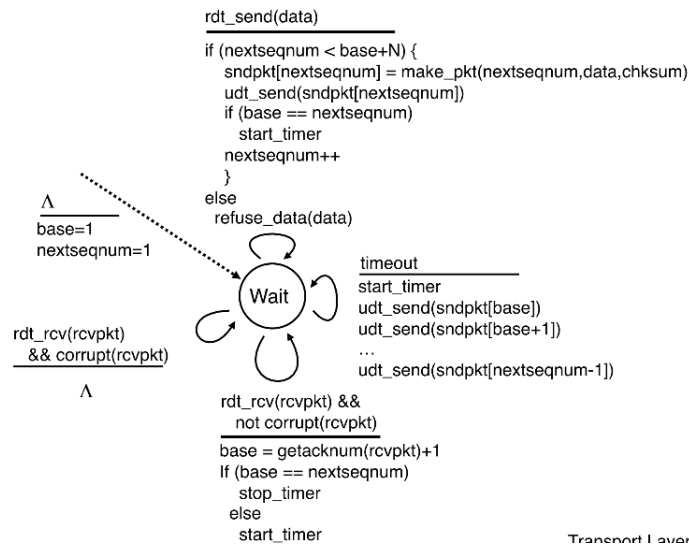 rdt_send(data)
if (nextseqnum < base+N) {
sndpkt[nextseqnum] = make_pkt(nextseqnum,data,chksum)
udt_send(sndpkt[nextseqnum])
if (base == nextseqnum)
start_timer
nextseqnum++
}
else
refuse_data(data)
Λ
base=1
nextseqnum=1
Wait
timeout
start_timer
udt_send(sndpkt[base])
udt_send(sndpkt[base+1])
…
udt_send(sndpkt[nextseqnum-1])
rdt_rcv(rcvpkt)
&& corrupt(rcvpkt)
Λ
rdt_rcv(rcvpkt) &&
not corrupt(rcvpkt)
base = getacknum(rcvpkt)+1
If (base == nextseqnum)
stop_timer
else
start_timer
Transport Layer